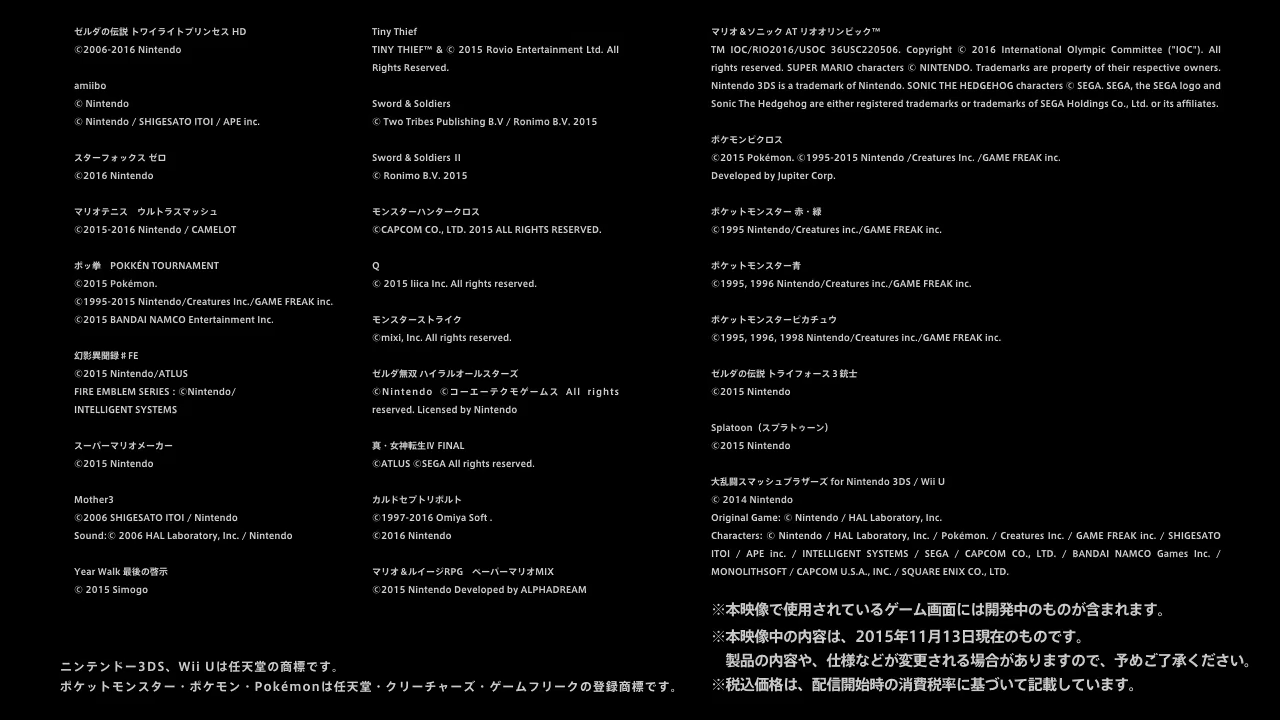 ゼルダの伝説 トワイライトプリンセス HD
©2006-2016 Nintendo
amiibo
© Nintendo
© Nintendo / SHIGESATO ITOI / APE inc.
スターフォックス ゼロ
©2016 Nintendo
マリオテニス　ウルトラスマッシュ
©2015-2016 Nintendo / CAMELOT
ポッ拳　POKKÉN TOURNAMENT
©2015 Pokémon.
©1995-2015 Nintendo/Creatures Inc./GAME FREAK inc.
©2015 BANDAI NAMCO Entertainment Inc.
幻影異聞録♯FE
©2015 Nintendo/ATLUS
FIRE EMBLEM SERIES : ©Nintendo/
INTELLIGENT SYSTEMS
スーパーマリオメーカー
©2015 Nintendo
Mother3
©2006 SHIGESATO ITOI / Nintendo
Sound:© 2006 HAL Laboratory, Inc. / Nintendo
Year Walk 最後の啓示
© 2015 Simogo
Tiny Thief
TINY THIEF™ & © 2015 Rovio Entertainment Ltd. All
Rights Reserved.
Sword & Soldiers
© Two Tribes Publishing B.V / Ronimo B.V. 2015
Sword & Soldiers II
© Ronimo B.V. 2015
モンスターハンタークロス
©CAPCOM CO., LTD. 2015 ALL RIGHTS RESERVED.
Q
© 2015 liica Inc. All rights reserved.
モンスターストライク
©mixi, Inc. All rights reserved.
ゼルダ無双 ハイラルオールスターズ
©Nintendo ©コーエーテクモゲームス All rights
reserved. Licensed by Nintendo
真・女神転生Ⅳ FINAL
©ATLUS ©SEGA All rights reserved.
カルドセプトリボルト
©1997-2016 Omiya Soft .
©2016 Nintendo
マリオ＆ルイージRPG　ペーパーマリオMIX
©2015 Nintendo Developed by ALPHADREAM
マリオ＆ソニック AT リオオリンピック™
TM IOC/RIO2016/USOC 36USC220506. Copyright © 2016 International Olympic Committee ("IOC"). All
rights reserved. SUPER MARIO characters © NINTENDO. Trademarks are property of their respective owners.
Nintendo 3DS is a trademark of Nintendo. SONIC THE HEDGEHOG characters © SEGA. SEGA, the SEGA logo and
Sonic The Hedgehog are either registered trademarks or trademarks of SEGA Holdings Co., Ltd. or its affiliates.
ポケモンピクロス
©2015 Pokémon. ©1995-2015 Nintendo /Creatures Inc. /GAME FREAK inc.
Developed by Jupiter Corp.
ポケットモンスター 赤・緑
©1995 Nintendo/Creatures inc./GAME FREAK inc.
ポケットモンスター青
©1995, 1996 Nintendo/Creatures inc./GAME FREAK inc.
ポケットモンスターピカチュウ
©1995, 1996, 1998 Nintendo/Creatures inc./GAME FREAK inc.
ゼルダの伝説 トライフォース３銃士
©2015 Nintendo
Splatoon（スプラトゥーン）
©2015 Nintendo
大乱闘スマッシュブラザーズ for Nintendo 3DS / Wii U
© 2014 Nintendo
Original Game: © Nintendo / HAL Laboratory, Inc.
Characters: © Nintendo / HAL Laboratory, Inc. / Pokémon. / Creatures Inc. / GAME FREAK inc. / SHIGESATO
ITOI / APE inc. / INTELLIGENT SYSTEMS / SEGA / CAPCOM CO., LTD. / BANDAI NAMCO Games Inc. /
MONOLITHSOFT / CAPCOM U.S.A., INC. / SQUARE ENIX CO., LTD.
※本映像で使用されているゲーム画面には開発中のものが含まれます。
※本映像中の内容は、2015年11月13日現在のものです。
製品の内容や、仕様などが変更される場合がありますので、予めご了承ください。
※税込価格は、配信開始時の消費税率に基づいて記載しています。
ニンテンドー3DS、Wii Uは任天堂の商標です。
ポケットモンスター・ポケモン・Pokémonは任天堂・クリーチャーズ・ゲームフリークの登録商標です。